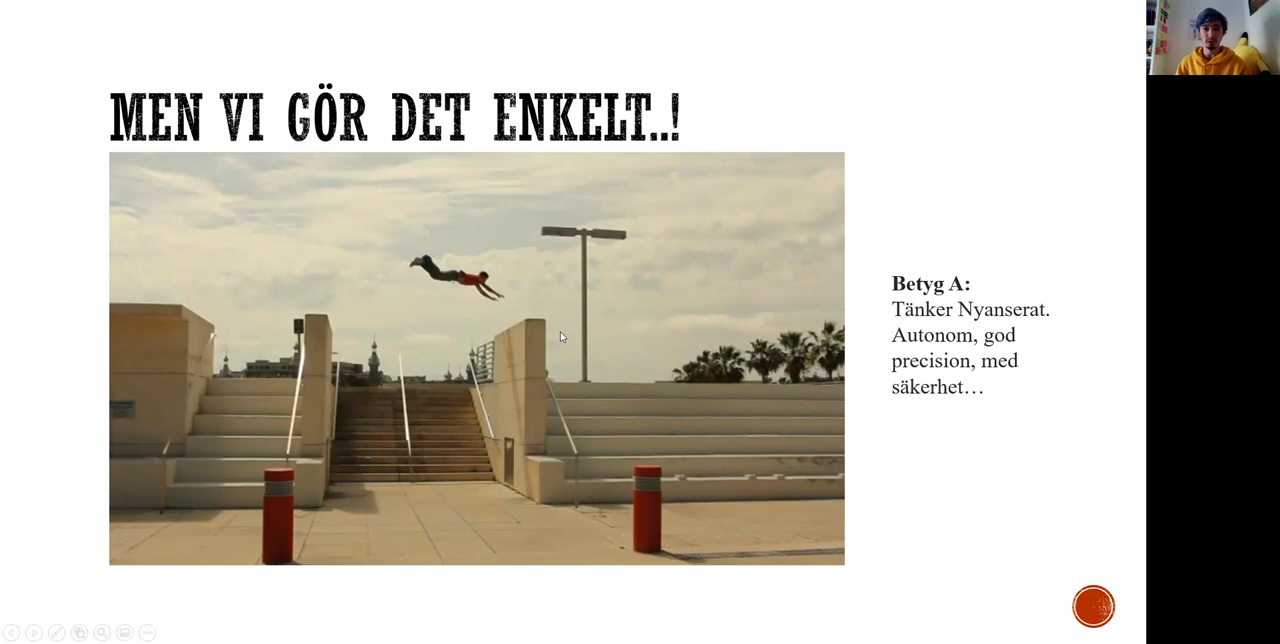 MEN VI GÖR DET ENKELT..!
Betyg A:
Tänker Nyanserat.
Autonom, god
precision, med
säkerhet…